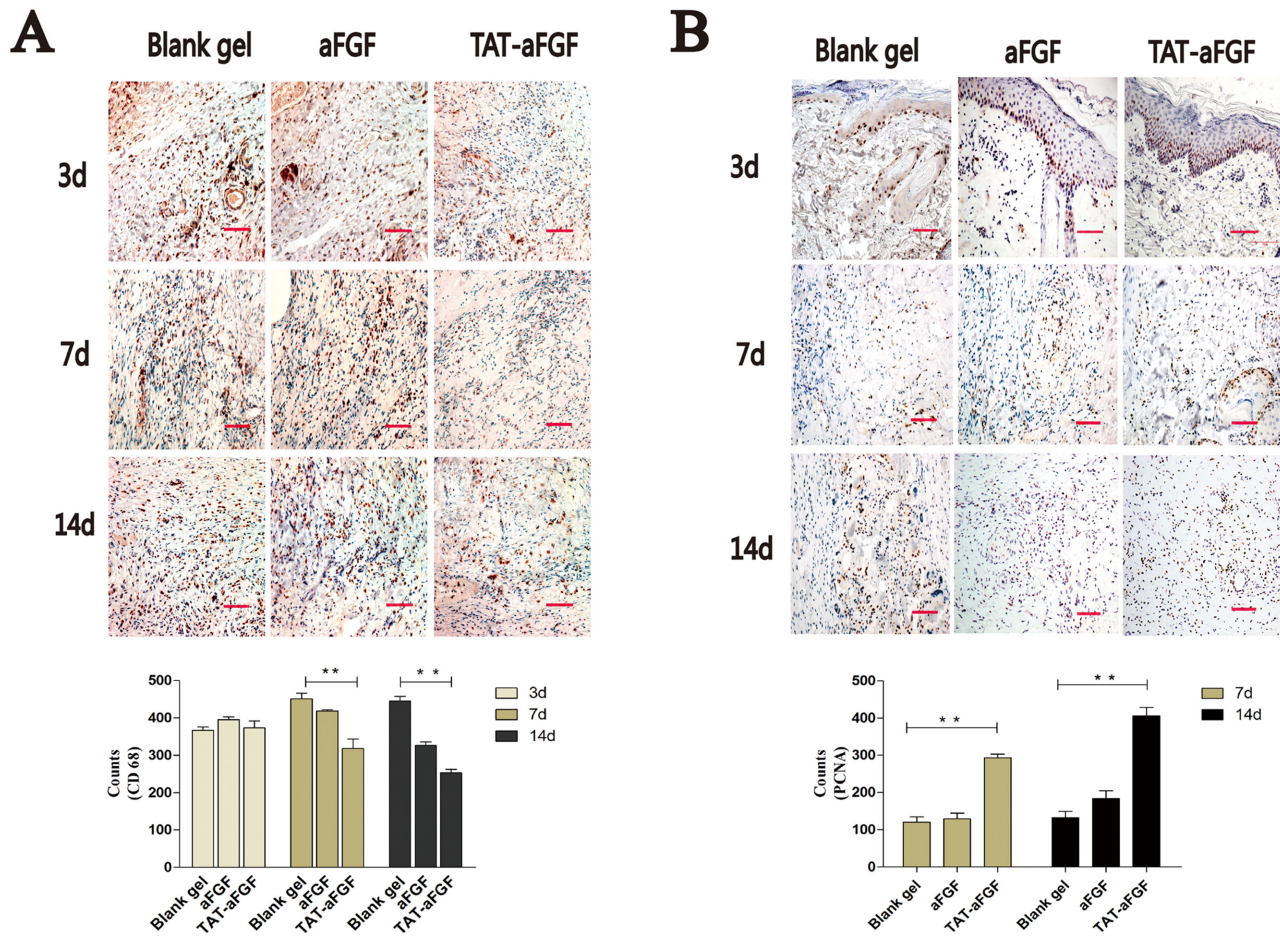 A
Blank gel aFGF TAT-aFGF
3d
7d
14d
500
400
300
200
100
0
Counts
(CD 68)
** * *
3d
7d
14d
Blank gel aFGF TAT-aFGF Blank gel aFGF TAT-aFGF Blank gel aFGF TAT-aFGF
B
Blank gel aFGF TAT-aFGF
3d
7d
14d
500
400
300
200
100
0
Counts
(PCNA)
* * * *
7d
14d
Blank gel aFGF TAT-aFGF Blank gel aFGF TAT-aFGF